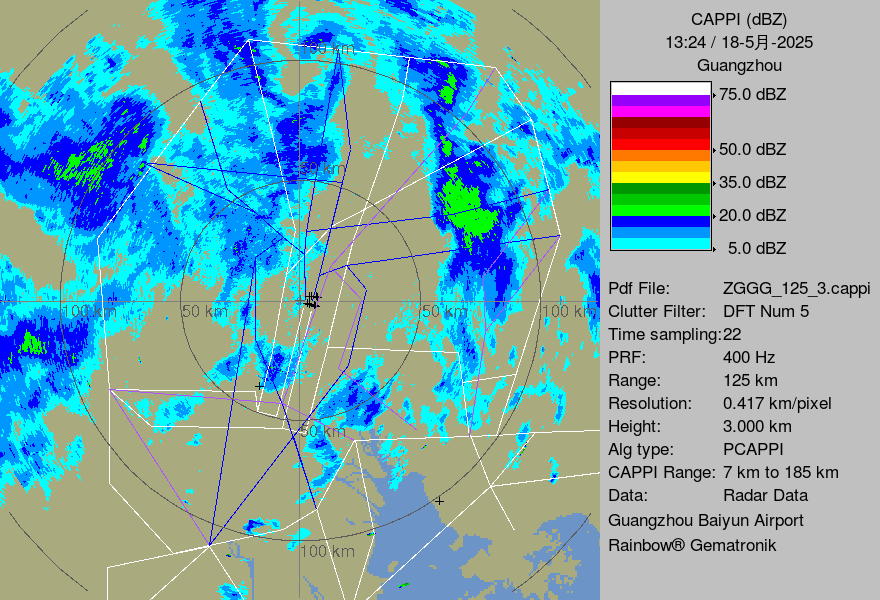 CAPPI (dBZ)
13:24 / 18-5月-2025
Guangzhou
75.0 dBZ
50.0 dBZ
35.0 dBZ
20.0 dBZ
5.0 dBZ
Pdf File: ZGGG_125_3.cappi
Clutter Filter: DFT Num 5
Time sampling:22
PRF: 400 Hz
Range: 125 km
Resolution: 0.417 km/pixel
Height: 3.000 km
Alg type: PCAPPI
CAPPI Range: 7 km to 185 km
Data: Radar Data
Guangzhou Baiyun Airport
Rainbow® Gematronik
100 km
50 km
100 km
50 km
50 km
100 km
50 km
100 km